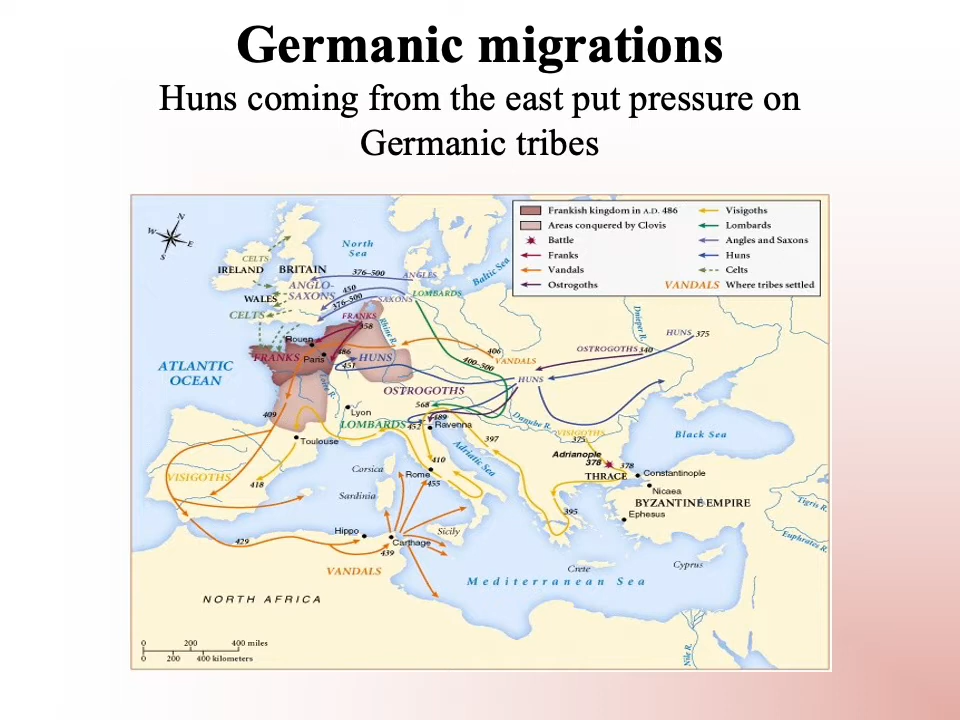 Germanic migrations
Huns coming from the east put pressure on
Germanic tribes
Frankish kingdom in A.D. 486
Areas conquered by Clovis
Battle
Franks
Vandals
Ostrogoths
Visigoths
Lombards
Angles and Saxons
Huns
Celts
VANDALS Where tribes settled
N
W
E
S
North
Sea
Baltic Sea
CELTS
IRELAND
BRITAIN
376–500
ANGLES
ANGLO-
SAXONS
450
376–500
SAXONS
LOMBARDS
WALES
CELTS
FRANKS
358
Rhine R.
Dnieper R.
HUNS 375
Rouen
FRANKS
Paris
486
451
HUNS
406
VANDALS
400–500
OSTROGOTHS 340
HUNS
ATLANTIC
OCEAN
Loire R.
OSTROGOTHS
409
Lyon
568
LOMBARDS
452
489
Ravenna
Danube R.
VISIGOTHS
375
Black Sea
Toulouse
397
Adriatic Sea
Adrianople
378
378
THRACE
Constantinople
Nicaea
BYZANTINE EMPIRE
Ephesus
Corsica
410
Rome
455
VISIGOTHS
418
Sardinia
395
Tigris R.
Euphrates R.
Hippo
Sicily
429
Carthage
439
VANDALS
Crete
Cyprus
Mediterranean Sea
NORTH AFRICA
Nile R.
0 200 400 miles
0 200 400 kilometers